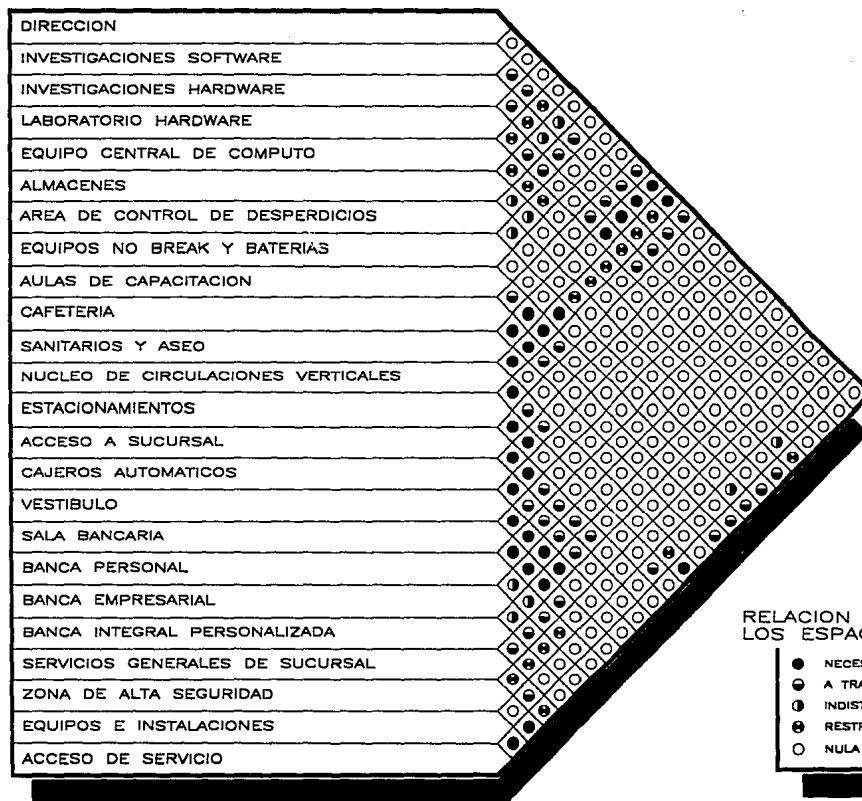 DIRECCION
INVESTIGACIONES SOFTWARE
INVESTIGACIONES HARDWARE
LABORATORIO HARDWARE
EQUIPO CENTRAL DE COMPUTO
ALMACENES
AREA DE CONTROL DE DESPERDICIOS
EQUIPOS NO BREAK Y BATERIAS
AULAS DE CAPACITACION
CAFETERIA
SANITARIOS Y ASEO
NUCLEO DE CIRCULACIONES VERTICALES
ESTACIONAMIENTOS
ACCESO A SUCURSAL
CAJEROS AUTOMATICOS
VESTIBULO
SALA BANCARIA
BANCA PERSONAL
BANCA EMPRESARIAL
BANCA INTEGRAL PERSONALIZADA
SERVICIOS GENERALES DE SUCURSAL
ZONA DE ALTA SEGURIDAD
EQUIPOS E INSTALACIONES
ACCESO DE SERVICIO
RELACION
LOS
A
NULA